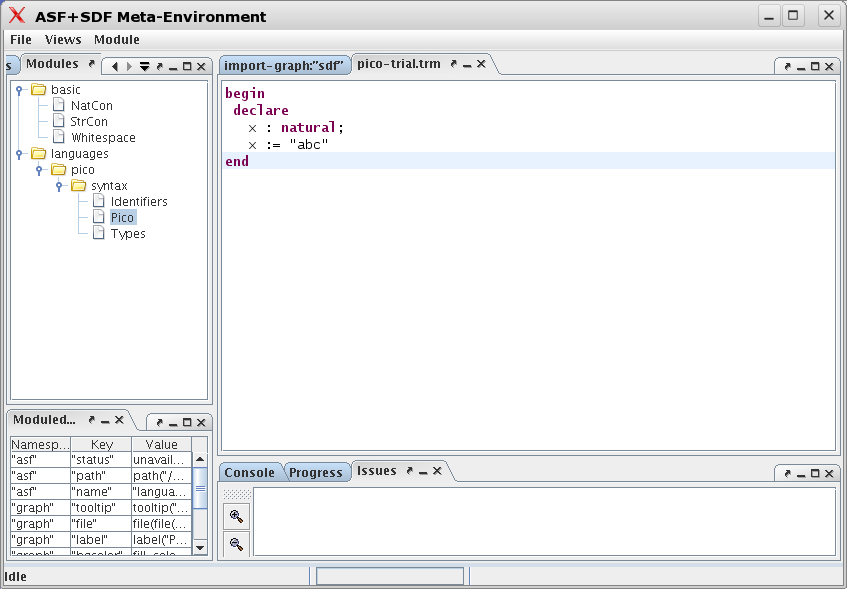 ASF+SDF Meta-Environment
File Views Module
s
Modules
basic
NatCon
StrCon
Whitespace
languages
pico
syntax
Identifiers
Pico
Types
import-graph:"sdf"
pico-trial.trm
begin
declare
x : natural;
x := "abc"
end
Moduled...
Namesp... Key Value
"asf" "status" unavail...
"asf" "path" path("/...
"asf" "name" "langua...
"graph" "tooltip" tooltip("...
"graph" "file" file(file(...
"graph" "label" label("P...
"graph" "bgcolor"
Console Progress Issues
Idle